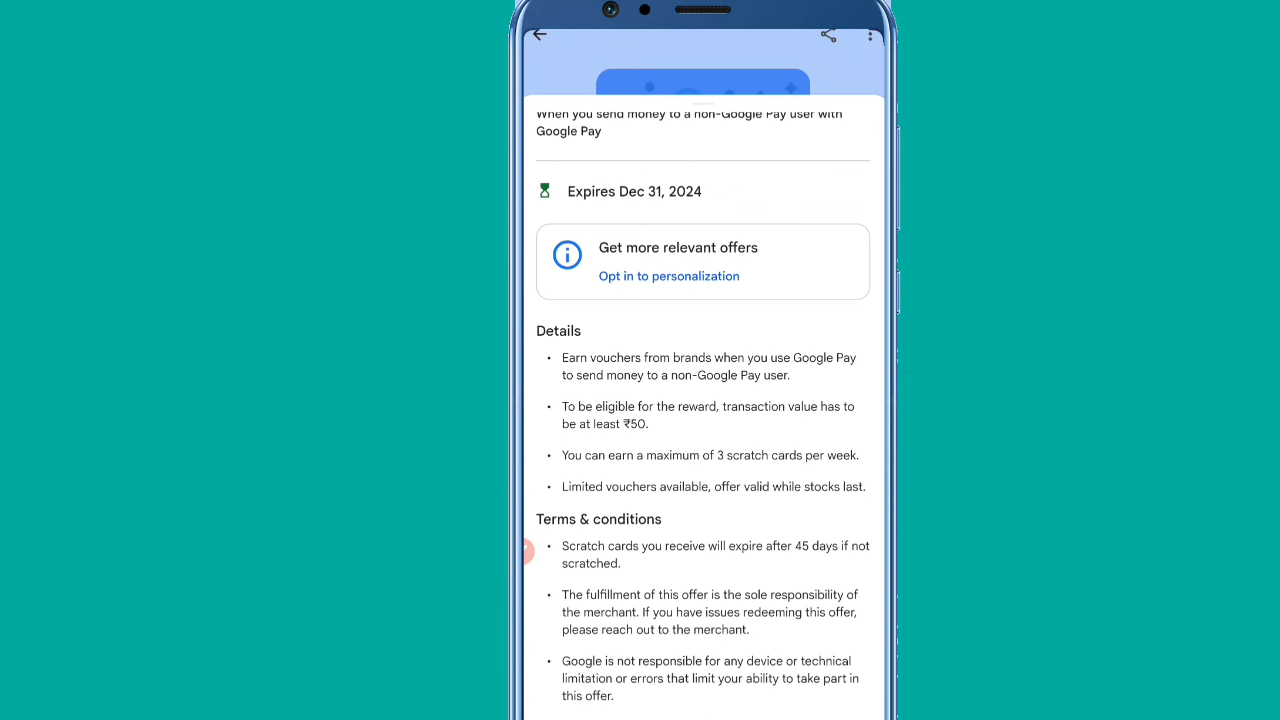 When you send money to a non-Google Pay user with
Google Pay
Expires Dec 31, 2024
Get more relevant offers
Opt in to personalization
Details
• Earn vouchers from brands when you use Google Pay
to send money to a non-Google Pay user.
• To be eligible for the reward, transaction value has to
be at least ₹50.
• You can earn a maximum of 3 scratch cards per week.
• Limited vouchers available, offer valid while stocks last.
Terms & conditions
• Scratch cards you receive will expire after 45 days if not
scratched.
• The fulfillment of this offer is the sole responsibility of
the merchant. If you have issues redeeming this offer,
please reach out to the merchant.
• Google is not responsible for any device or technical
limitation or errors that limit your ability to take part in
this offer.